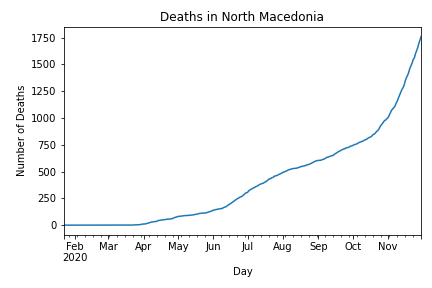 Deaths in North Macedonia
Number of Deaths
1750
1500
1250
1000
750
500
250
0
Feb Mar Apr May Jun Jul Aug Sep Oct Nov
2020
Day